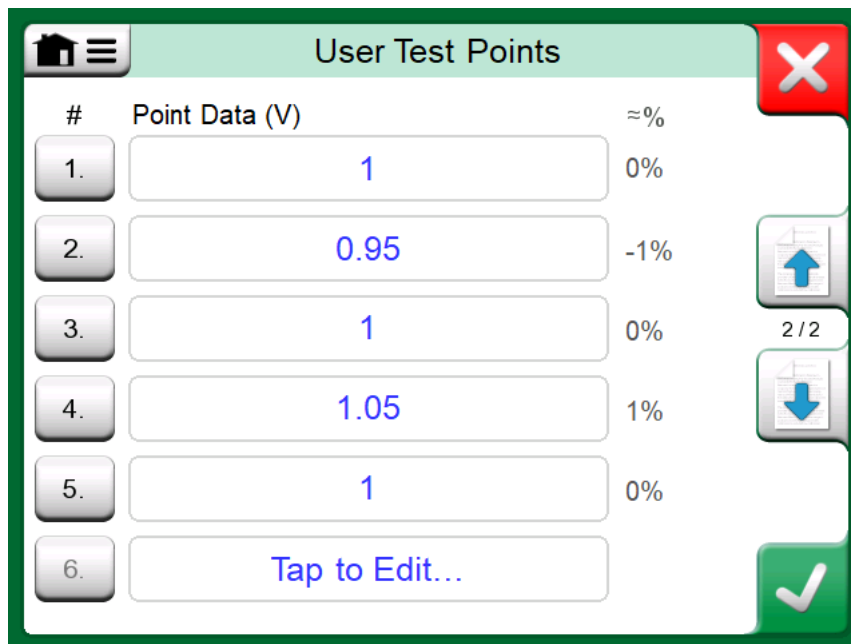 User Test Points
# Point Data (V) ≈%
1. 1 0%
2. 0.95 -1%
3. 1 0%
2/2
4. 1.05 1%
5. 1 0%
6. Tap to Edit...